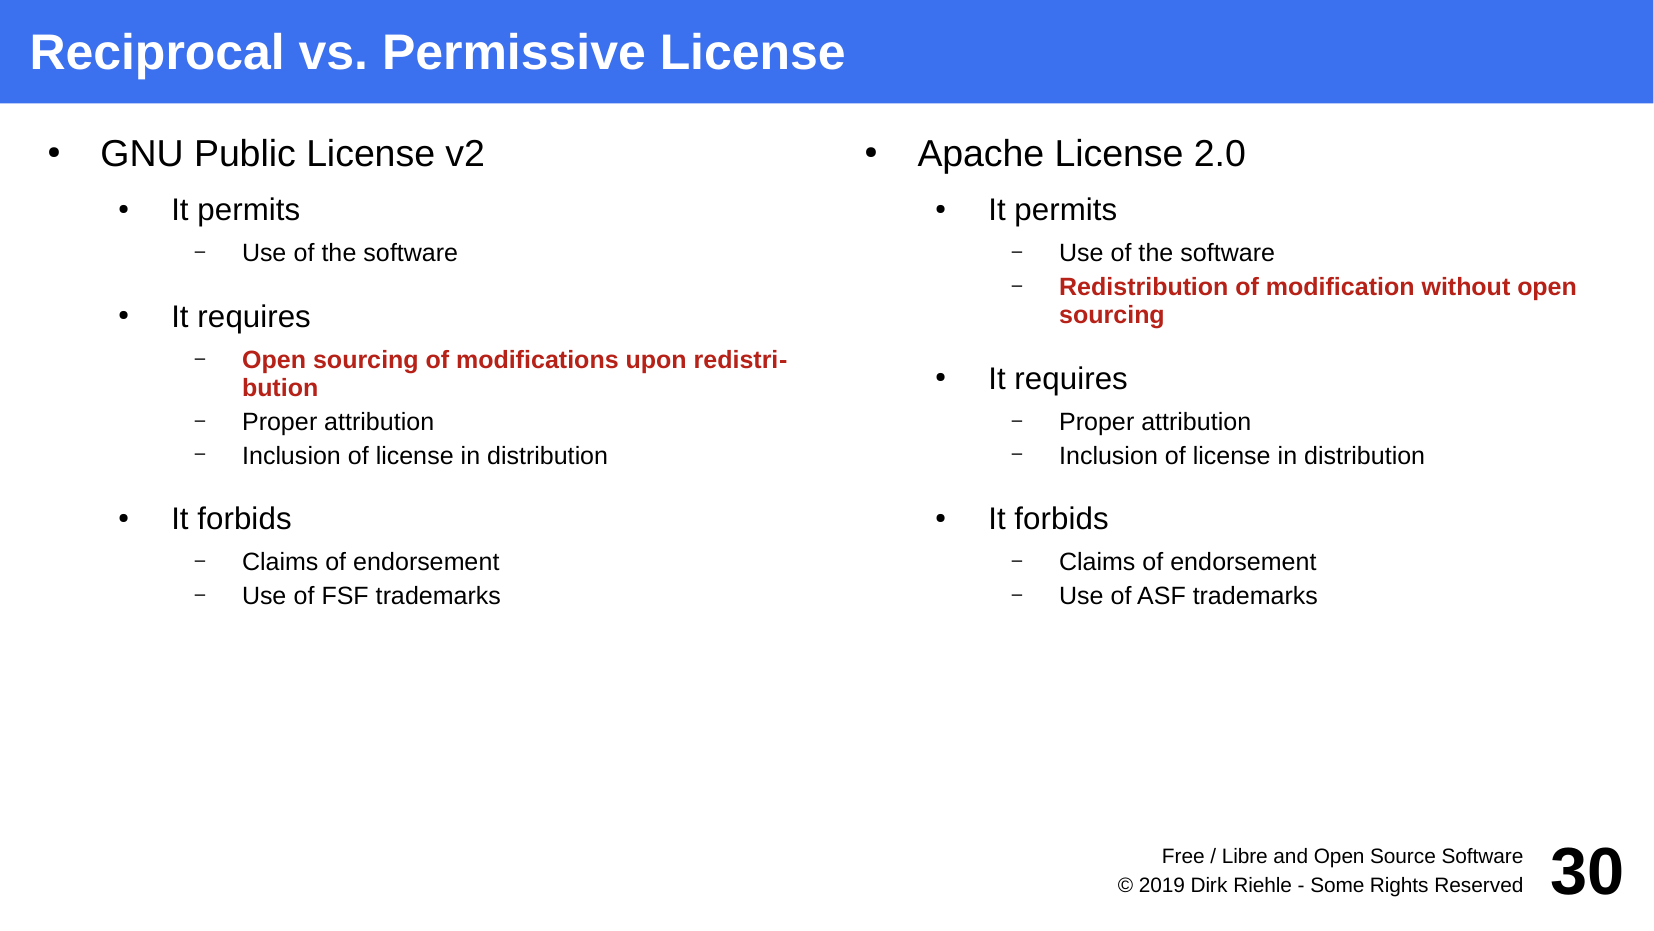 Reciprocal vs. Permissive License
• GNU Public License v2
• It permits
– Use of the software
• It requires
– Open sourcing of modifications upon redistri-
bution
– Proper attribution
– Inclusion of license in distribution
• It forbids
– Claims of endorsement
– Use of FSF trademarks
• Apache License 2.0
• It permits
– Use of the software
– Redistribution of modification without open
sourcing
• It requires
– Proper attribution
– Inclusion of license in distribution
• It forbids
– Claims of endorsement
– Use of ASF trademarks
Free / Libre and Open Source Software
© 2019 Dirk Riehle - Some Rights Reserved
30